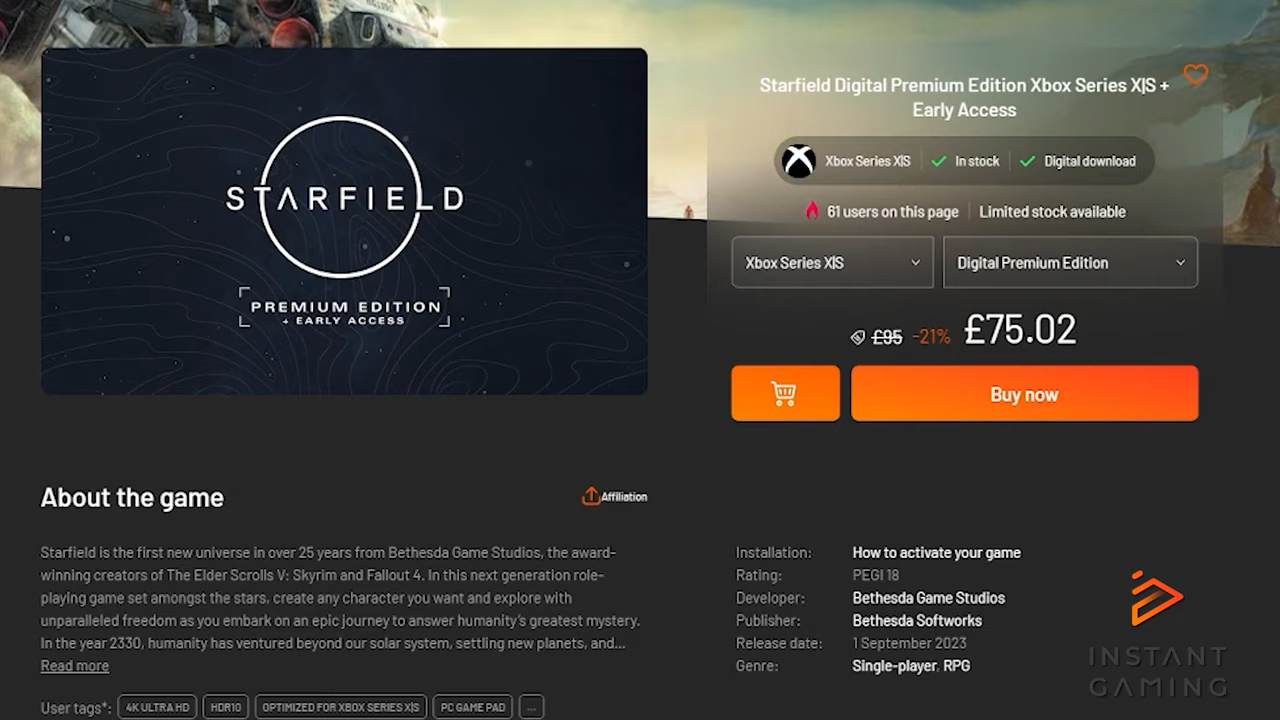 STARFIELD
PREMIUM EDITION
+ EARLY ACCESS
Starfield Digital Premium Edition Xbox Series X|S +
Early Access
Xbox Series X|S In stock Digital download
61 users on this page Limited stock available
Xbox Series X|S Digital Premium Edition
£95 -21% £75.02
Buy now
About the game
Affiliation
Starfield is the first new universe in over 25 years from Bethesda Game Studios, the award-
winning creators of The Elder Scrolls V: Skyrim and Fallout 4. In this next generation role-
playing game set amongst the stars, create any character you want and explore with
unparalleled freedom as you embark on an epic journey to answer humanity's greatest mystery.
In the year 2330, humanity has ventured beyond our solar system, settling new planets, and...
Read more
User tags*: 4K ULTRA HD HDR10 OPTIMIZED FOR XBOX SERIES X|S PC GAME PAD ...
Installation: How to activate your game
Rating: PEGI 18
Developer: Bethesda Game Studios
Publisher: Bethesda Softworks
Release date: 1 September 2023
Genre: Single-player, RPG
INSTANT
GAMING